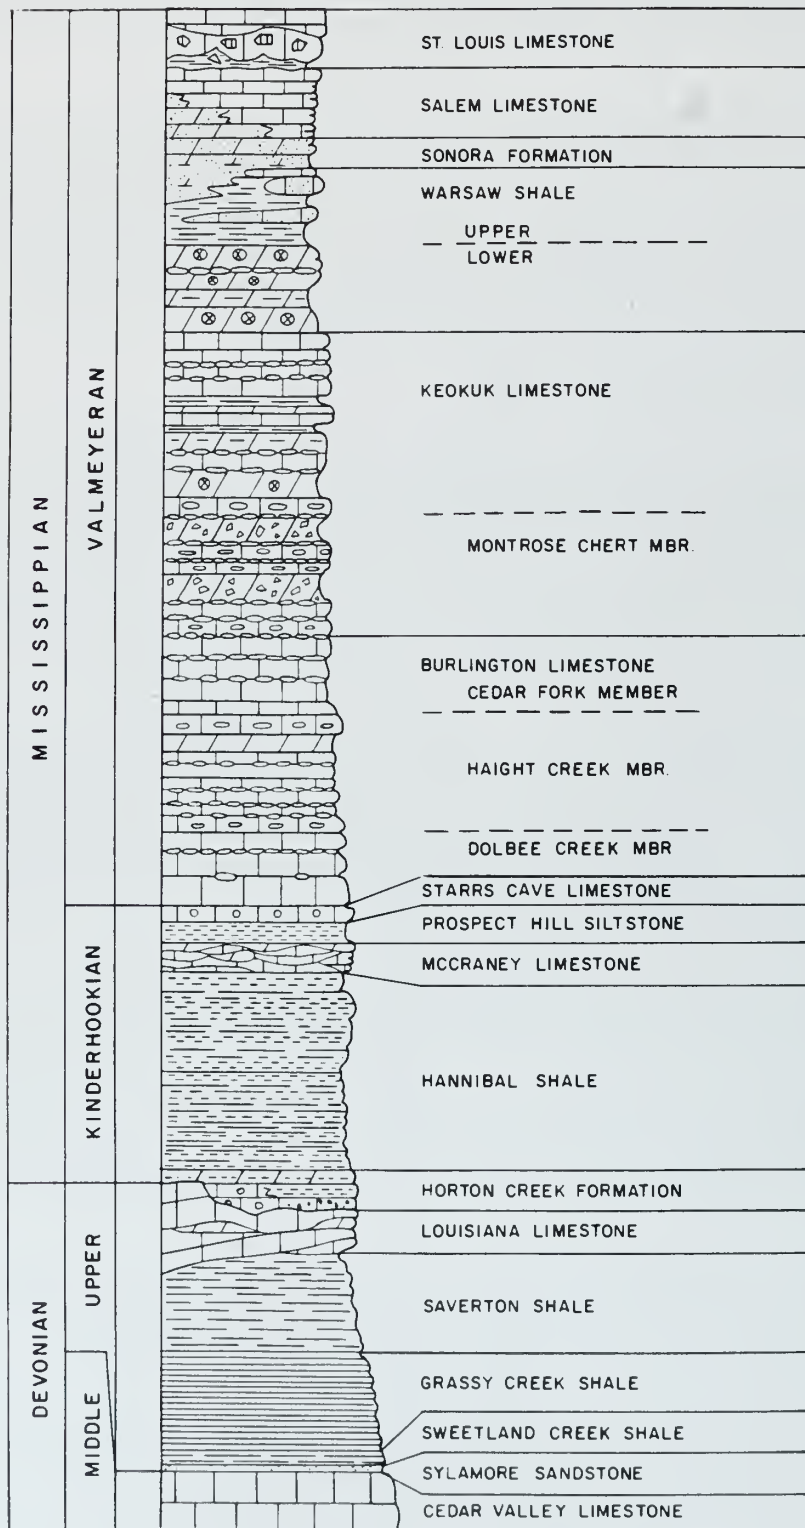 MISSISSIPPIAN
DEVONIAN
VALMEYERAN
KINDERHOOKIAN
UPPER
MIDDLE
ST. LOUIS LIMESTONE
SALEM LIMESTONE
SONORA FORMATION
WARSAW SHALE
UPPER
LOWER
KEOKUK LIMESTONE
MONTROSE CHERT MBR.
BURLINGTON LIMESTONE
CEDAR FORK MEMBER
HAIGHT CREEK MBR.
DOLBEE CREEK MBR
STARRS CAVE LIMESTONE
PROSPECT HILL SILTSTONE
MCCRANEY LIMESTONE
HANNIBAL SHALE
HORTON CREEK FORMATION
LOUISIANA LIMESTONE
SAVERTON SHALE
GRASSY CREEK SHALE
SWEETLAND CREEK SHALE
SYLAMORE SANDSTONE
CEDAR VALLEY LIMESTONE